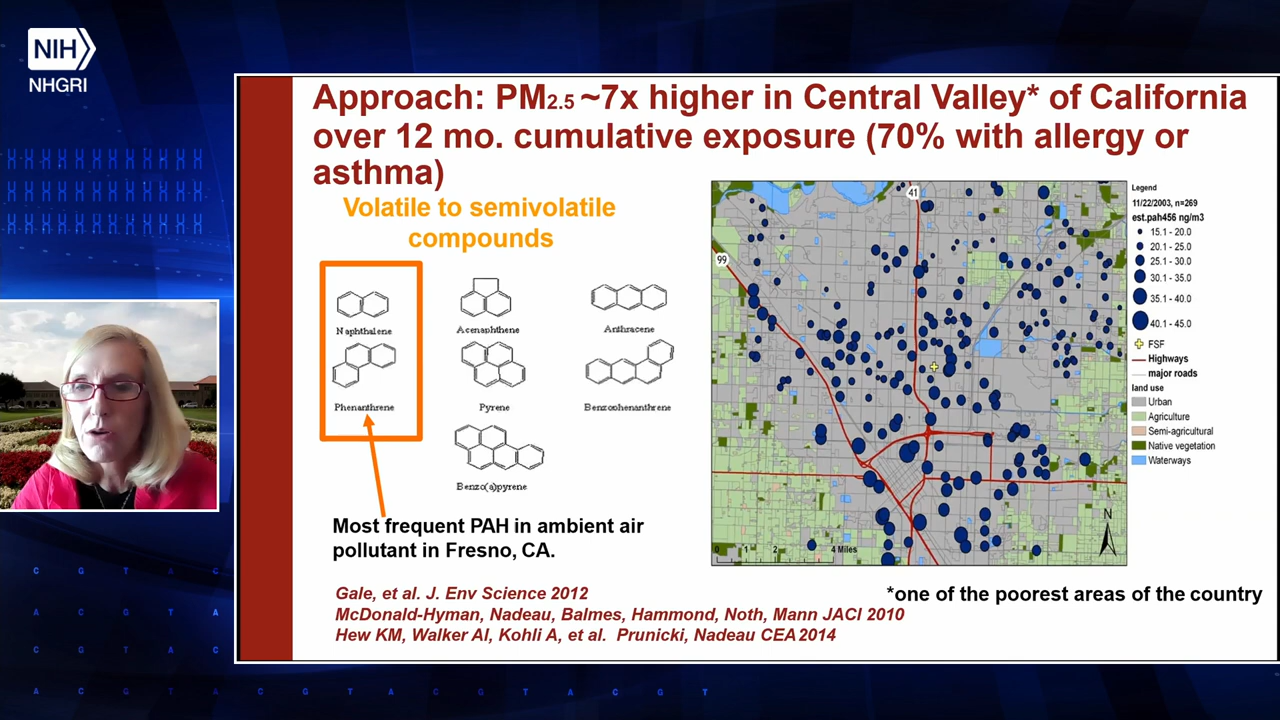 NIH
NHGRI
Approach: PM2.5 ~7x higher in Central Valley* of California
over 12 mo. cumulative exposure (70% with allergy or
asthma)
Volatile to semivolatile
compounds
Naphthalene
Acenaphthene
Anthracene
Phenanthrene
Pyrene
Benzophenanthrene
Benzo(a)pyrene
Most frequent PAH in ambient air
pollutant in Fresno, CA.
41
99
0 1 2 4 Miles
N
Legend
11/22/2003, n=269
est.pah456 ng/m3
15.1 - 20.0
20.1 - 25.0
25.1 - 30.0
30.1 - 35.0
35.1 - 40.0
40.1 - 45.0
FSF
Highways
major roads
land use
Urban
Agriculture
Semi-agricultural
Native vegetation
Waterways
*one of the poorest areas of the country
Gale, et al. J. Env Science 2012
McDonald-Hyman, Nadeau, Balmes, Hammond, Noth, Mann JACI 2010
Hew KM, Walker AI, Kohli A, et al. Prunicki, Nadeau CEA 2014
C G T A C
A C G T A
C G T A C
A C G T A C G T A C G T A C G T